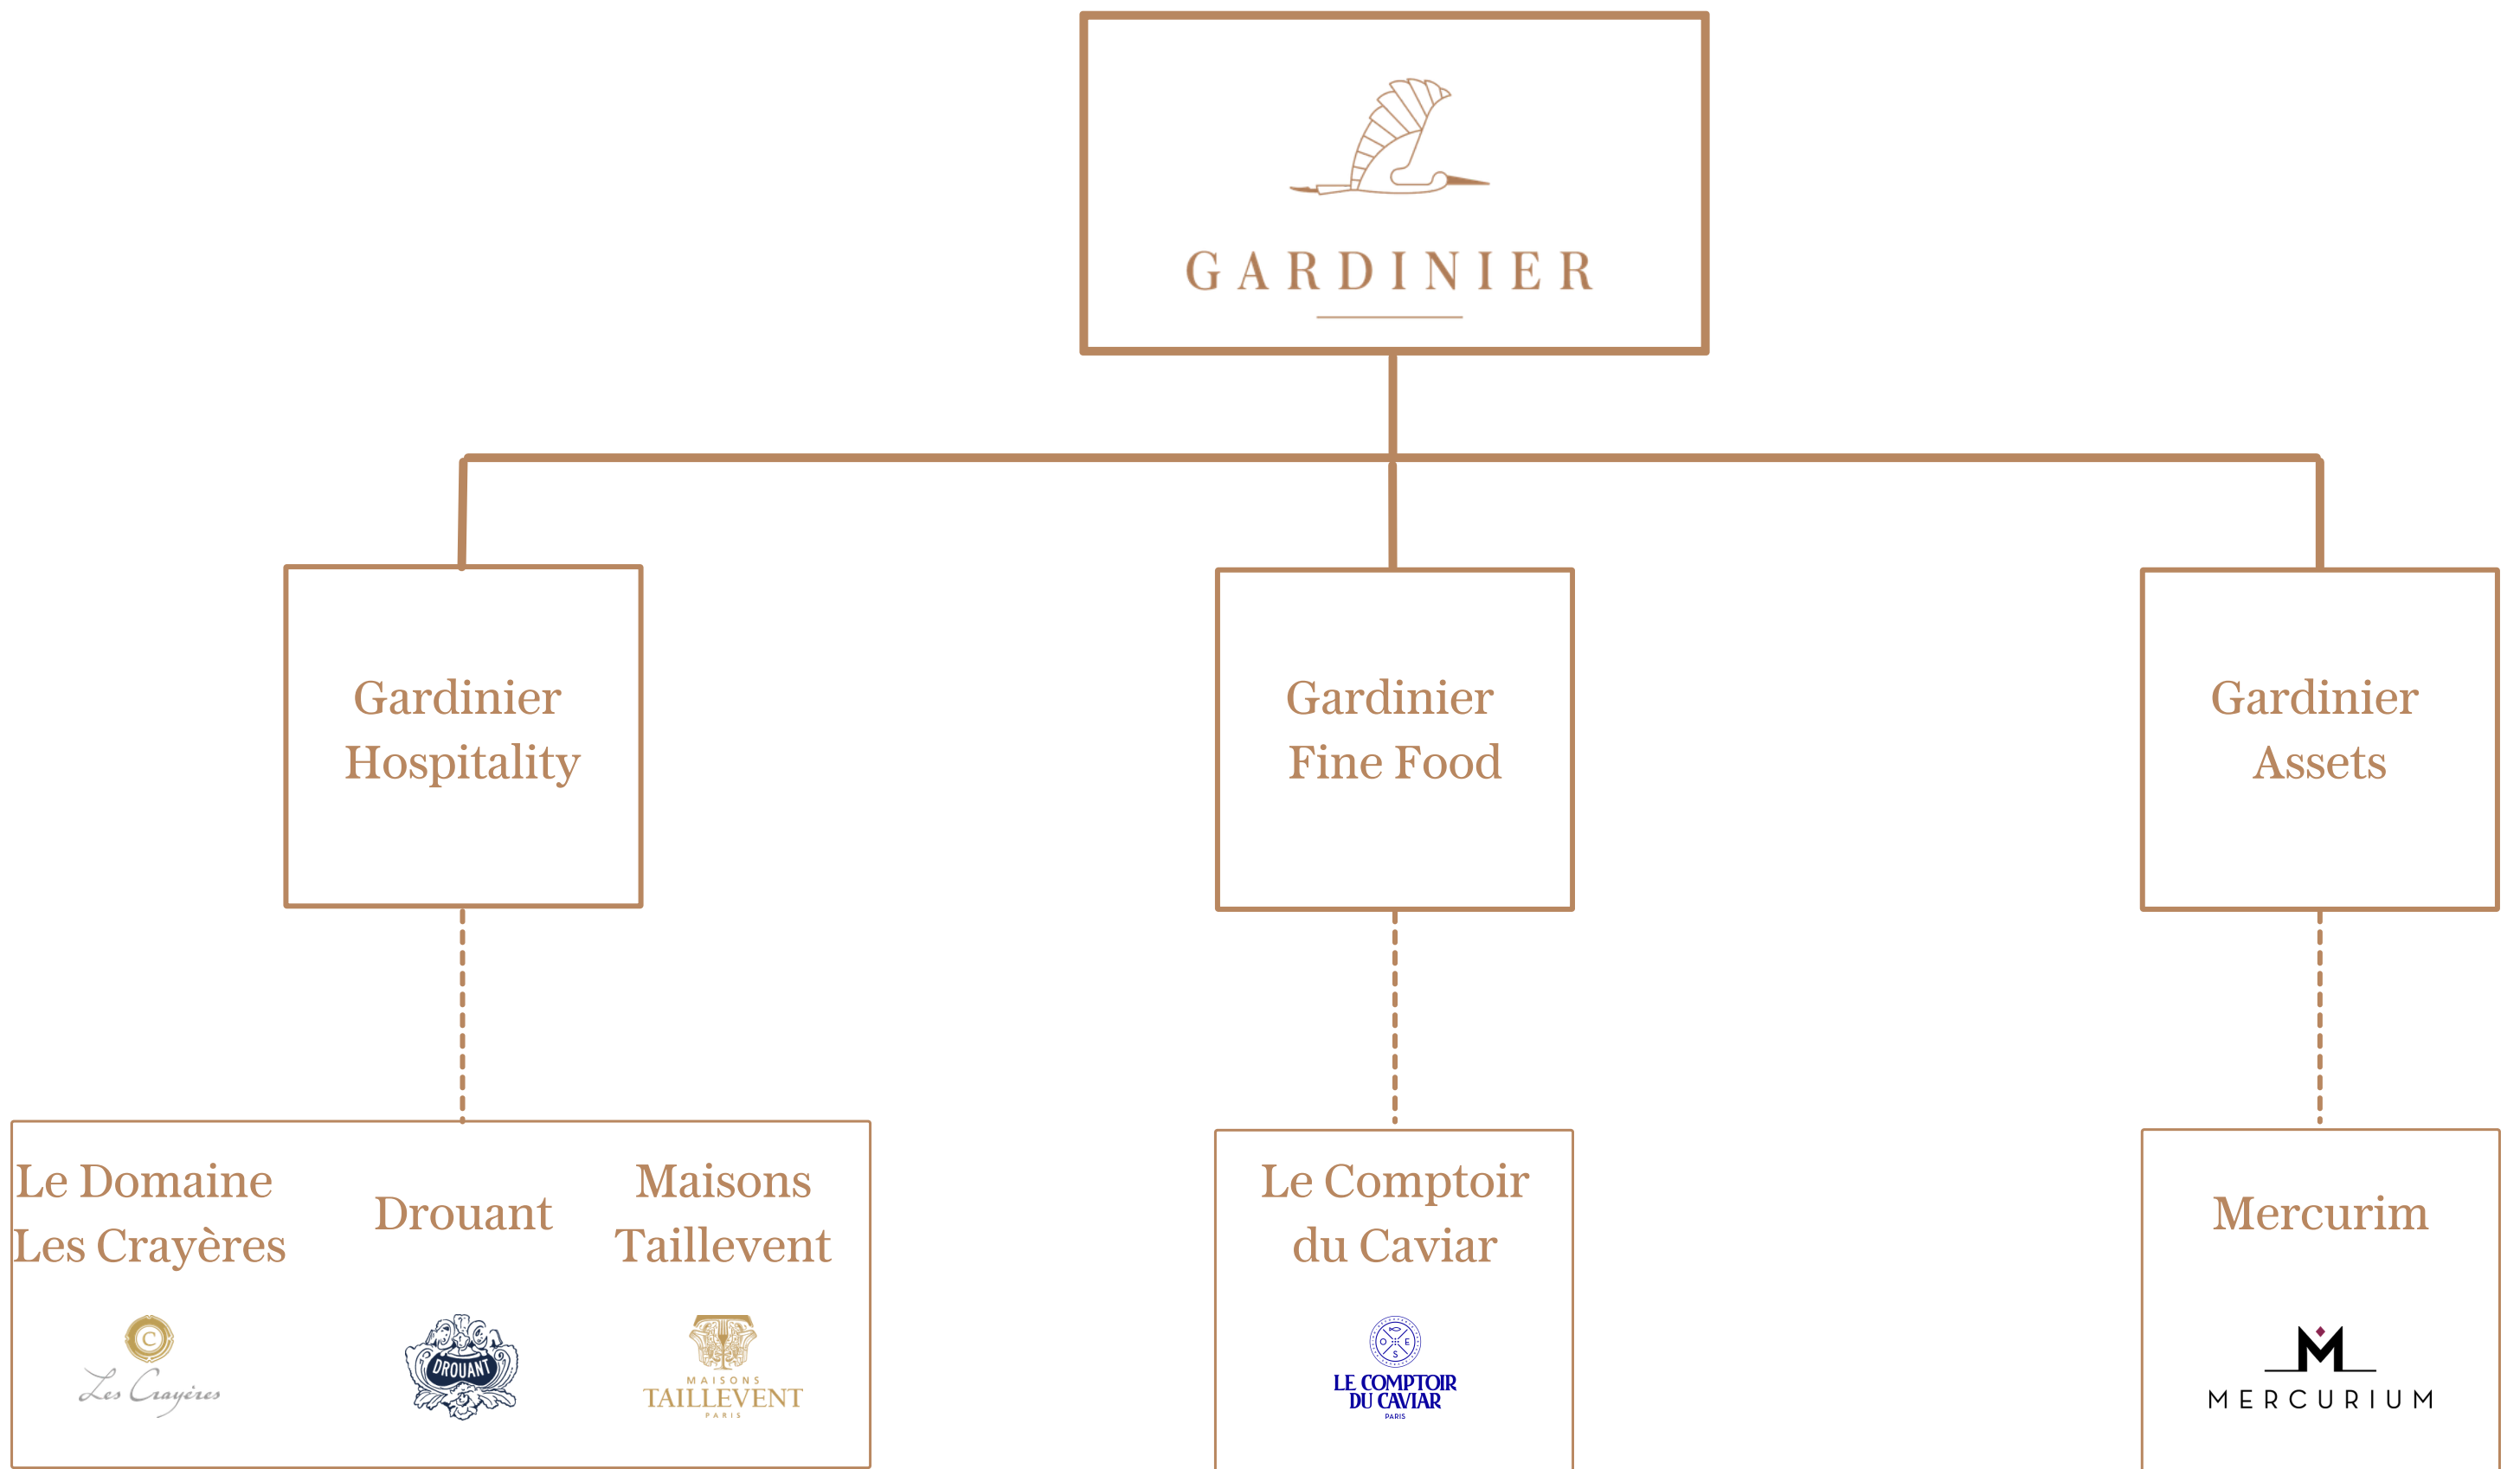 GARDINIER
Gardinier
Hospitality
Gardinier
Fine Food
Gardinier
Assets
Le Domaine
Les Crayères
Drouant
Maisons
Taillevent
Le Comptoir
du Caviar
Mercurim
C
Les Crayères
DROUANT
MAISONS
TAILLEVENT
PARIS
O E
S
LE COMPTOIR
DU CAVIAR
PARIS
M
MERCURIUM